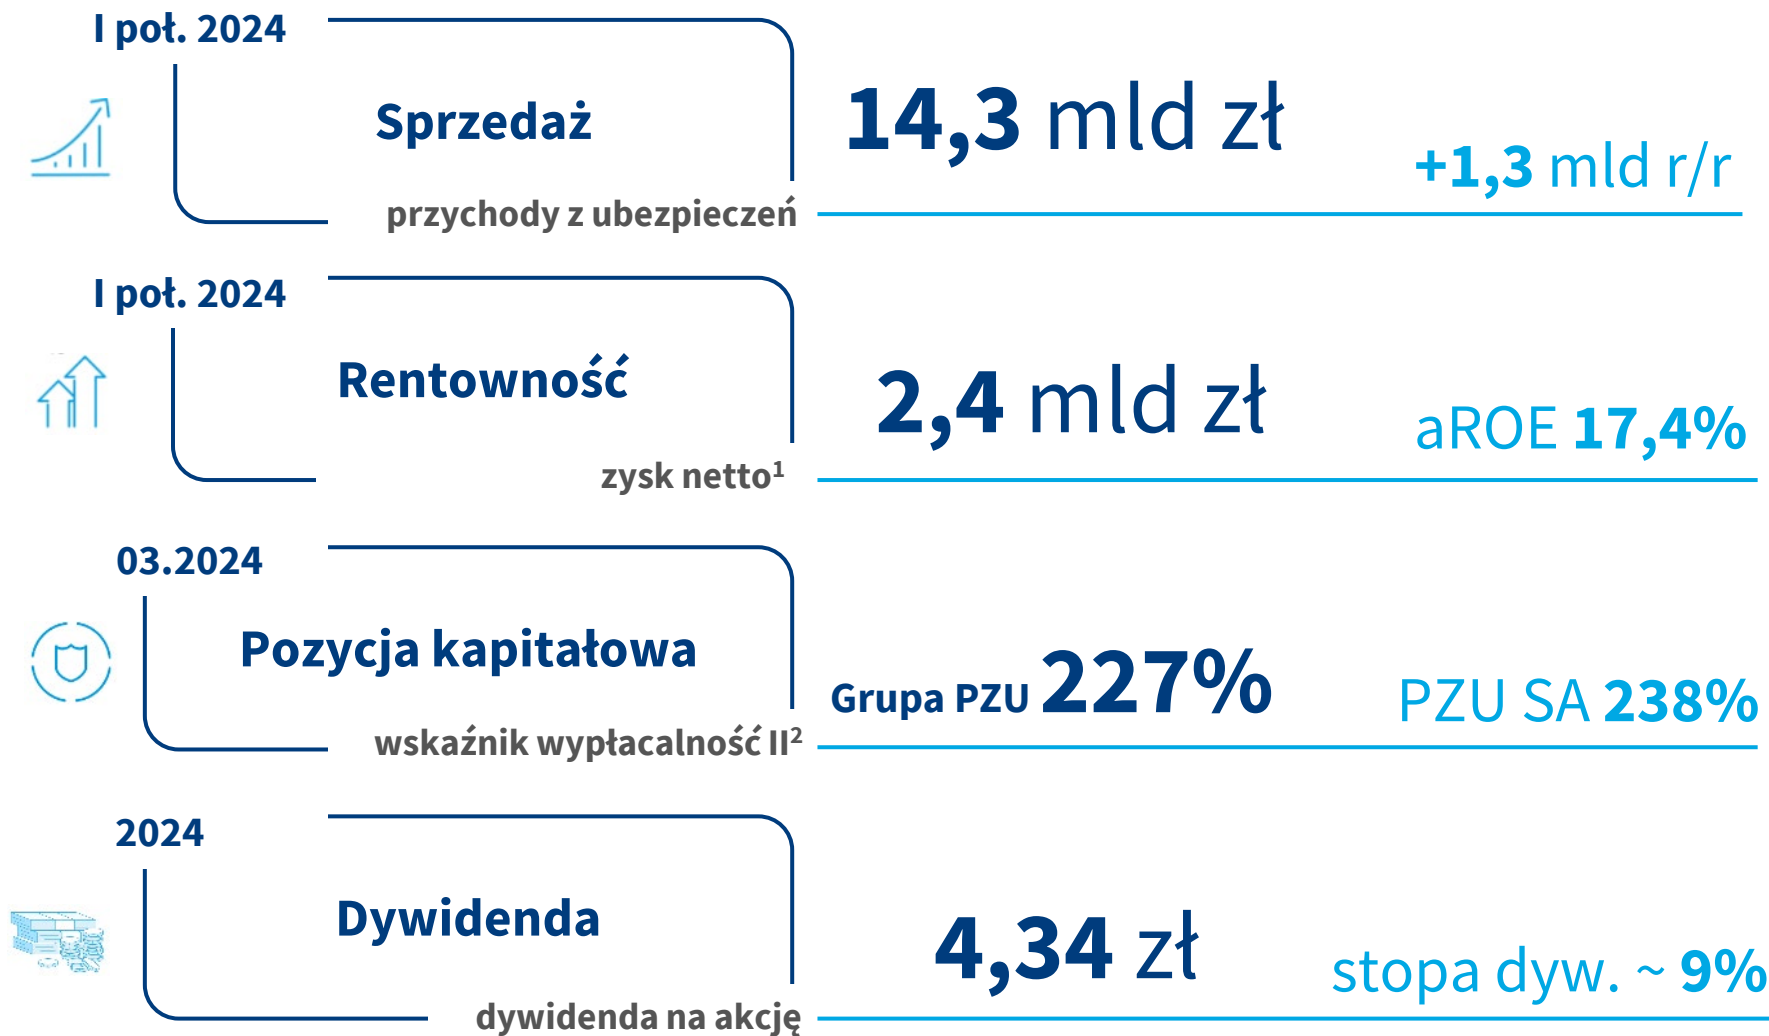 I poł. 2024
Sprzedaż
14,3 mld zł
+1,3 mld r/r
przychody z ubezpieczeń
I poł. 2024
Rentowność
2,4 mld zł
aROE 17,4%
zysk netto¹
03.2024
Pozycja kapitałowa
Grupa PZU 227%
PZU SA 238%
wskaźnik wypłacalność II²
2024
Dywidenda
4,34 zł
stopa dyw. ~ 9%
dywidenda na akcję